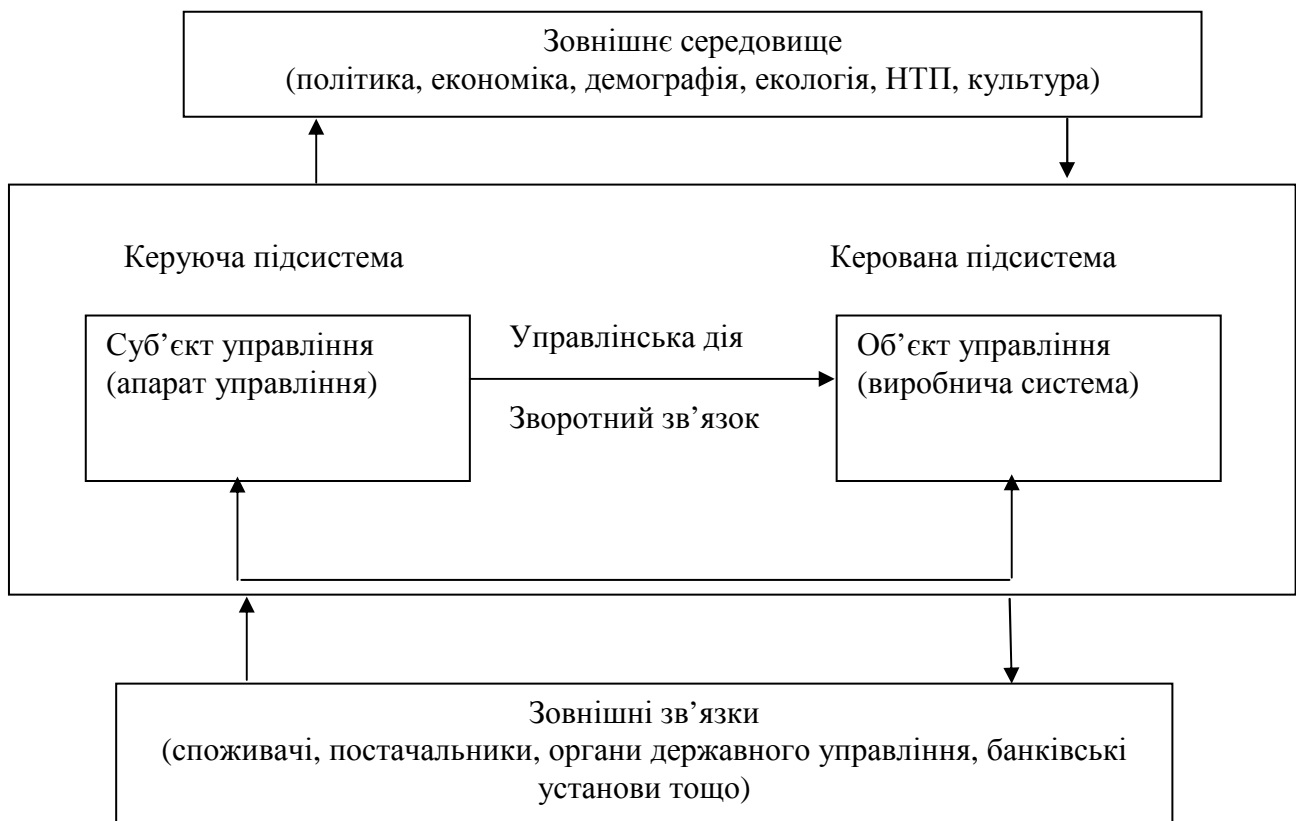 Зовнішнє середовище
(політика, економіка, демографія, екологія, НТП, культура)
Керуюча підсистема
Керована підсистема
Суб’єкт управління
(апарат управління)
Управлінська дія
Зворотний зв’язок
Об’єкт управління
(виробнича система)
Зовнішні зв’язки
(споживачі, постачальники, органи державного управління, банківські
установи тощо)